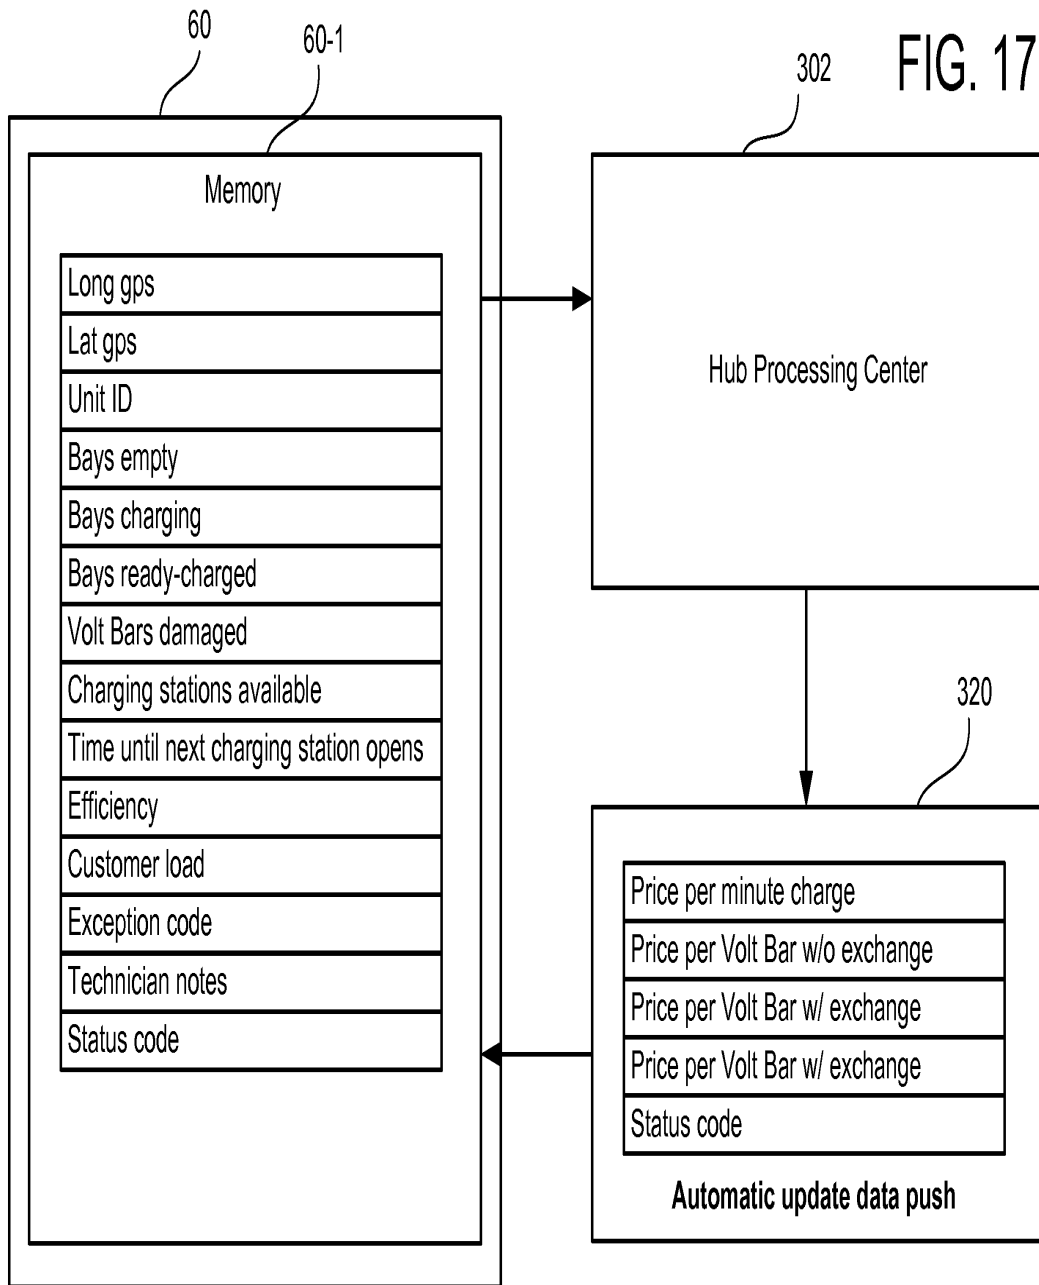 60
60-1
302
FIG. 17
Memory
Long gps
Lat gps
Unit ID
Bays empty
Bays charging
Bays ready-charged
Volt Bars damaged
Charging stations available
Time until next charging station opens
Efficiency
Customer load
Exception code
Technician notes
Status code
Hub Processing Center
320
Price per minute charge
Price per Volt Bar w/o exchange
Price per Volt Bar w/ exchange
Price per Volt Bar w/ exchange
Status code
Automatic update data push